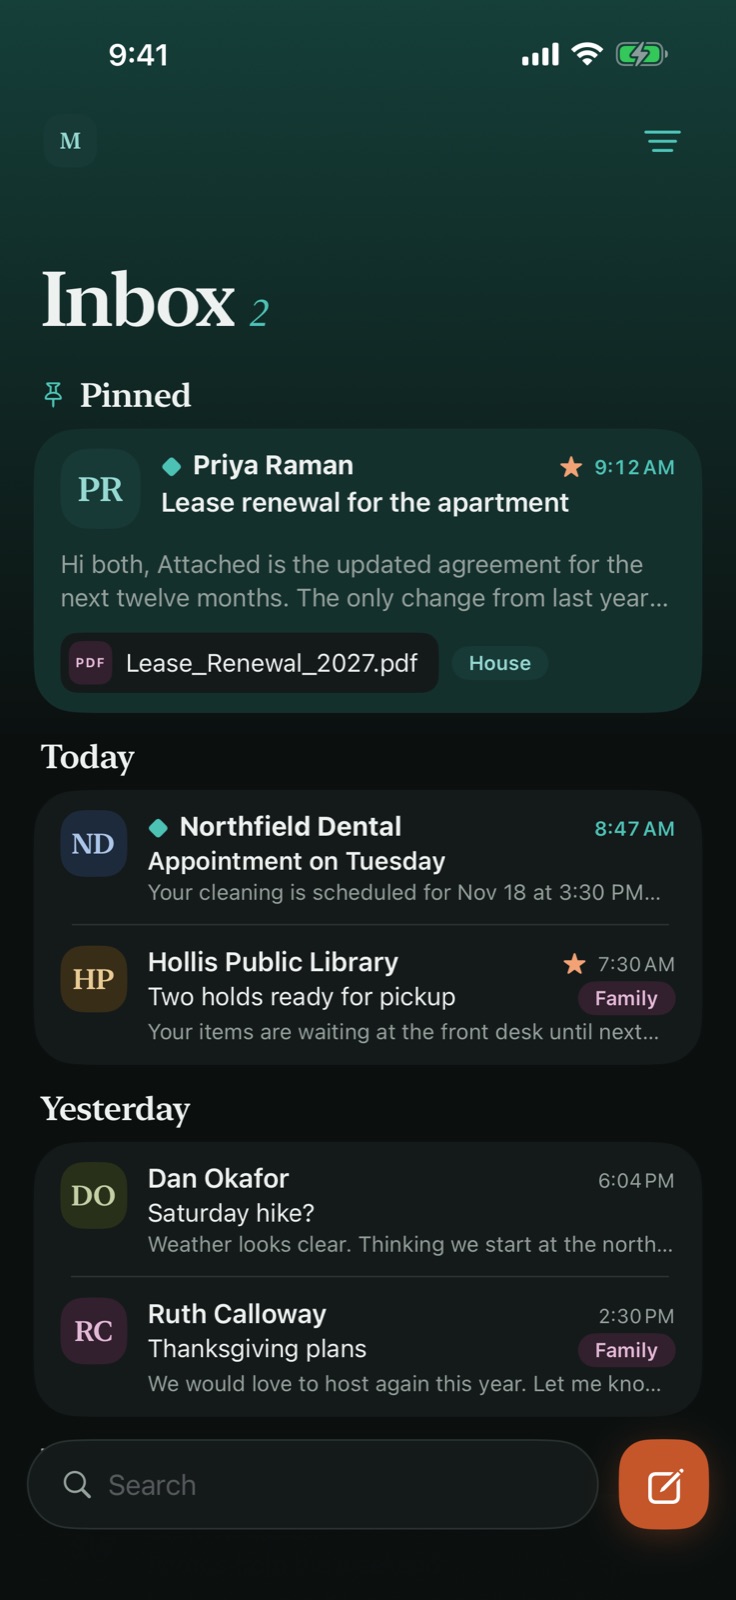 9:41
M
Inbox 2
Pinned
PR
Priya Raman
9:12 AM
Lease renewal for the apartment
Hi both, Attached is the updated agreement for the
next twelve months. The only change from last year...
PDF
Lease_Renewal_2027.pdf
House
Today
ND
Northfield Dental
8:47 AM
Appointment on Tuesday
Your cleaning is scheduled for Nov 18 at 3:30 PM...
HP
Hollis Public Library
7:30 AM
Two holds ready for pickup
Family
Your items are waiting at the front desk until next...
Yesterday
DO
Dan Okafor
6:04 PM
Saturday hike?
Weather looks clear. Thinking we start at the north...
RC
Ruth Calloway
2:30 PM
Thanksgiving plans
Family
We would love to host again this year. Let me kno...
Search